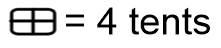 = 4 tents